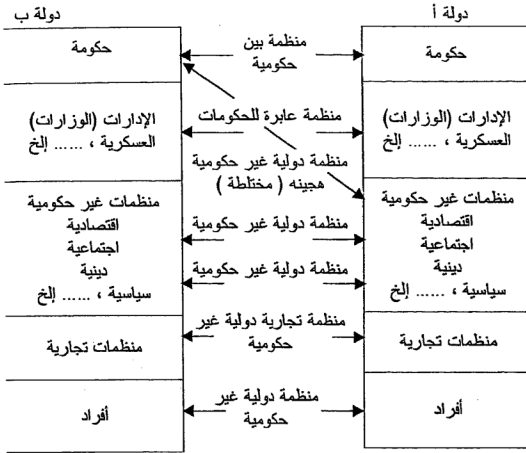 دولة أ
دولة ب
حكومة
منظمة بين
حكومية
حكومة
الإدارات (الوزارات)
العسكرية ، ...... إلخ
منظمة عابرة للحكومات
الإدارات (الوزارات)
العسكرية ، ...... إلخ
منظمة دولية غير حكومية
هجينه ( مختلطة )
منظمات غير حكومية
اقتصادية
اجتماعية
دينية
سياسية ، ...... إلخ
منظمة دولية غير حكومية
منظمة دولية غير حكومية
منظمات غير حكومية
اقتصادية
اجتماعية
دينية
سياسية ، ...... إلخ
منظمات تجارية
منظمة تجارية دولية غير
حكومية
منظمات تجارية
أفراد
منظمة دولية غير
حكومية
أفراد